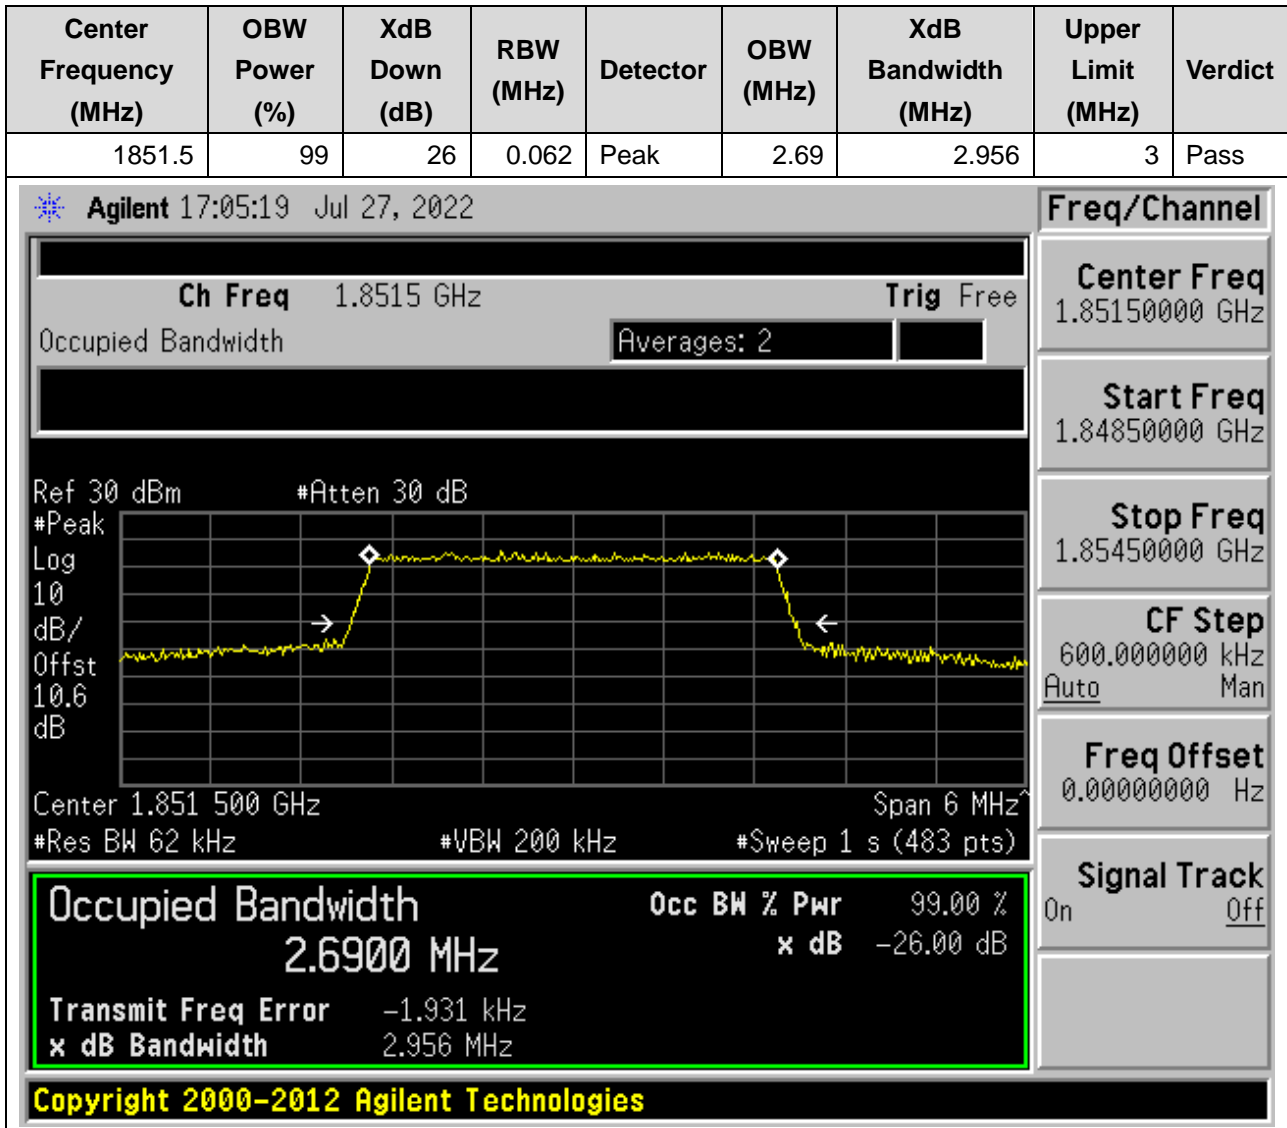 Center Frequency (MHz) OBW Power (%) XdB Down (dB) RBW (MHz) Detector OBW (MHz) XdB Bandwidth (MHz) Upper Limit (MHz) Verdict
1851.5 99 26 0.062 Peak 2.69 2.956 3 Pass
Agilent 17:05:19 Jul 27, 2022
Freq/Channel
Ch Freq 1.8515 GHz Trig Free
Occupied Bandwidth Averages: 2
Ref 30 dBm #Atten 30 dB
#Peak
Log
10
dB/
Offst
10.6
dB
Center 1.851 500 GHz Span 6 MHz^
#Res BW 62 kHz #VBW 200 kHz #Sweep 1 s (483 pts)
Occupied Bandwidth Occ BW % Pwr 99.00 %
2.6900 MHz x dB -26.00 dB
Transmit Freq Error -1.931 kHz
x dB Bandwidth 2.956 MHz
Center Freq
1.85150000 GHz
Start Freq
1.84850000 GHz
Stop Freq
1.85450000 GHz
CF Step
600.000000 kHz
Auto Man
Freq Offset
0.00000000 Hz
Signal Track
On Off
Copyright 2000-2012 Agilent Technologies